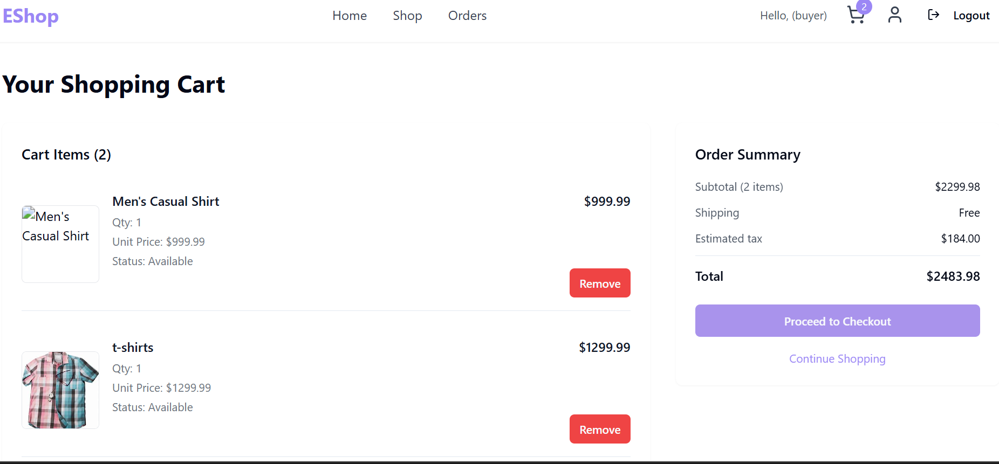 EShop
Home Shop Orders
Hello, (buyer) 2 Logout
Your Shopping Cart
Cart Items (2)
Men's Casual Shirt
Men's Casual Shirt $999.99
Qty: 1
Unit Price: $999.99
Status: Available
Remove
t-shirts $1299.99
Qty: 1
Unit Price: $1299.99
Status: Available
Remove
Order Summary
Subtotal (2 items) $2299.98
Shipping Free
Estimated tax $184.00
Total $2483.98
Proceed to Checkout
Continue Shopping